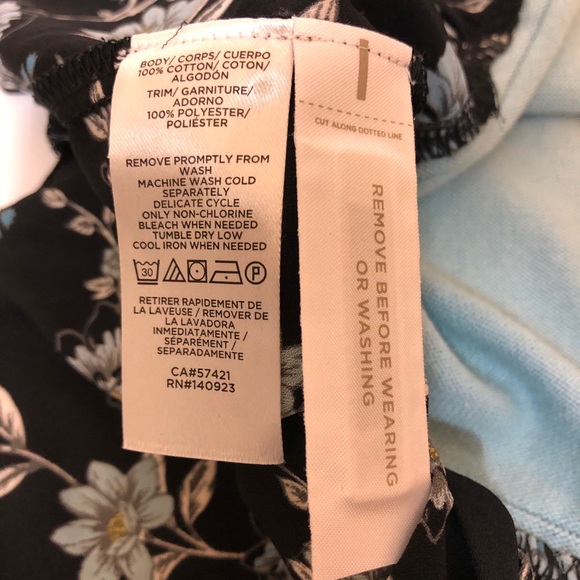 BODY/ CORPS/ CUERPO
100% COTTON/ COTON/
ALGODÓN
TRIM/ GARNITURE/
ADORNO
100% POLYESTER/
POLIÉSTER
REMOVE PROMPTLY FROM
WASH
MACHINE WASH COLD
SEPARATELY
DELICATE CYCLE
ONLY NON-CHLORINE
BLEACH WHEN NEEDED
TUMBLE DRY LOW
COOL IRON WHEN NEEDED
30 P
RETIRER RAPIDEMENT DE
LA LAVEUSE / REMOVER DE
LA LAVADORA
INMEDIATAMENTE /
SÉPARÉMENT /
SEPARADAMENTE
CA#57421
RN#140923
CUT ALONG DOTTED LINE
REMOVE BEFORE WEARING
OR WASHING